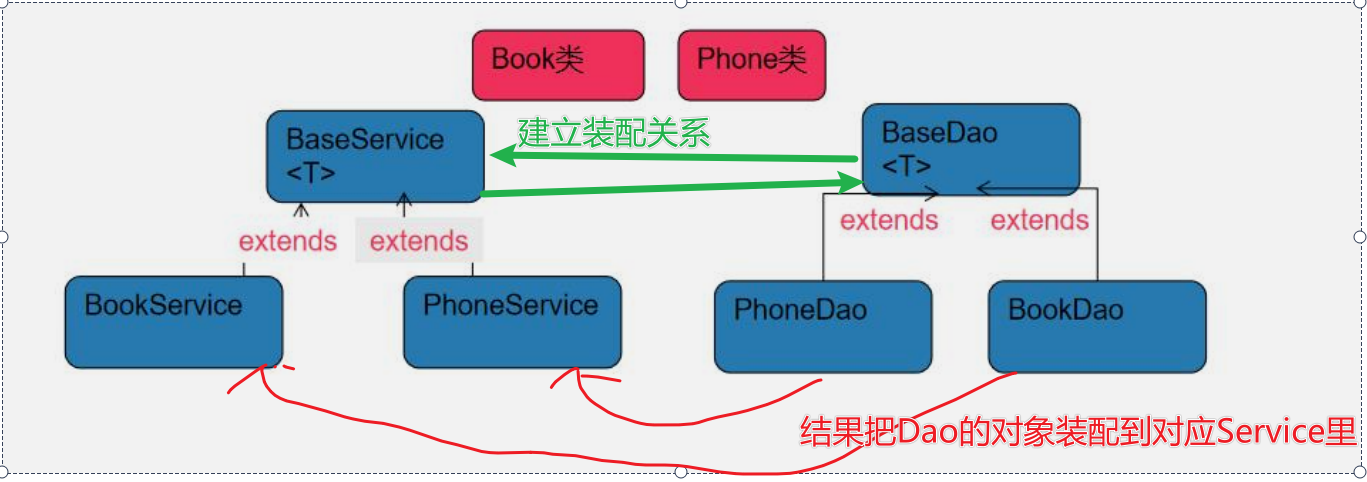 Book类
Phone类
建立装配关系
BaseService
<T>
BaseDao
<T>
extends
extends
extends
extends
BookService
PhoneService
PhoneDao
BookDao
结果把Dao的对象装配到对应Service里